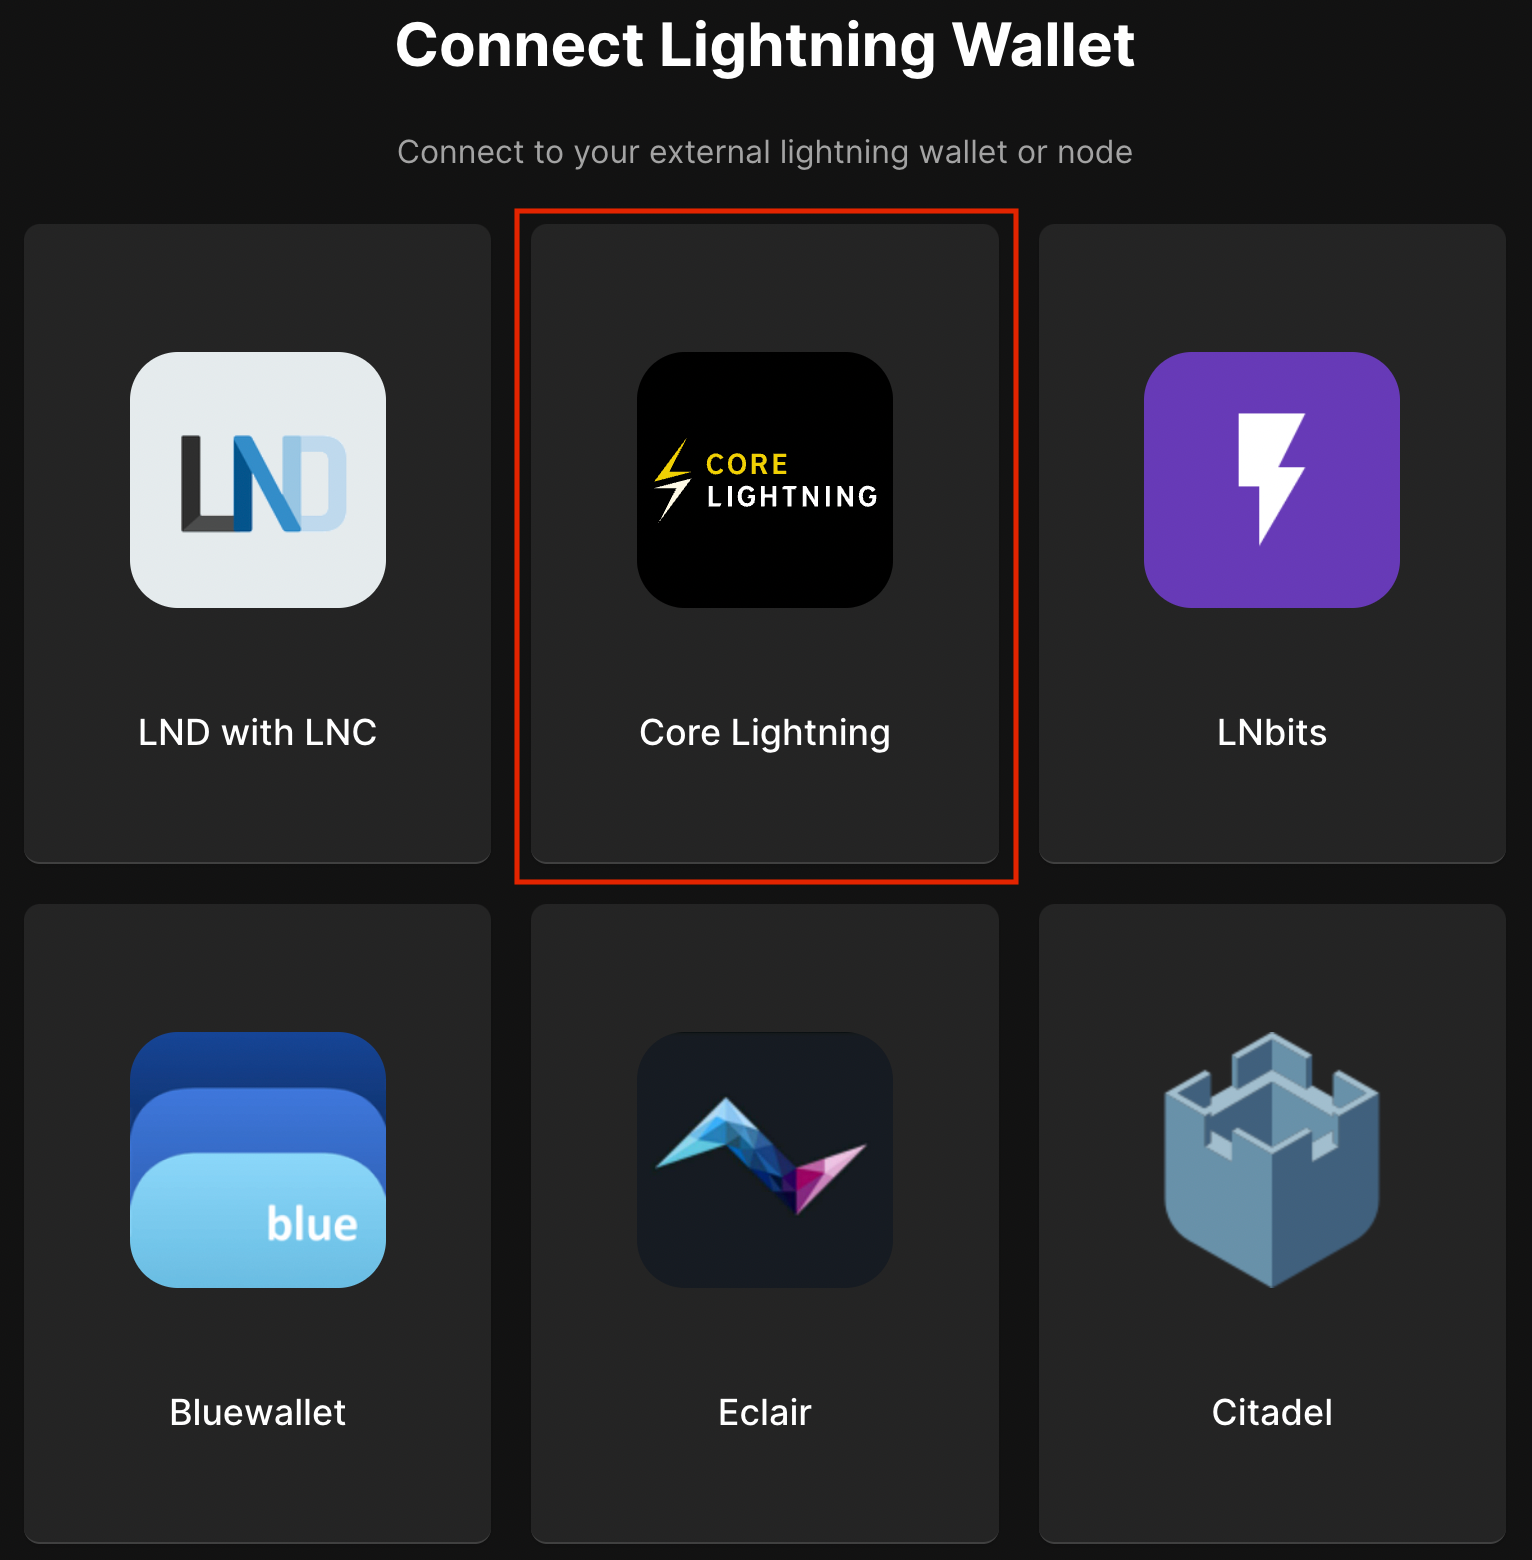 Connect Lightning Wallet
Connect to your external lightning wallet or node
LND
CORE
LIGHTNING
LND with LNC
Core Lightning
LNbits
blue
Bluewallet
Eclair
Citadel